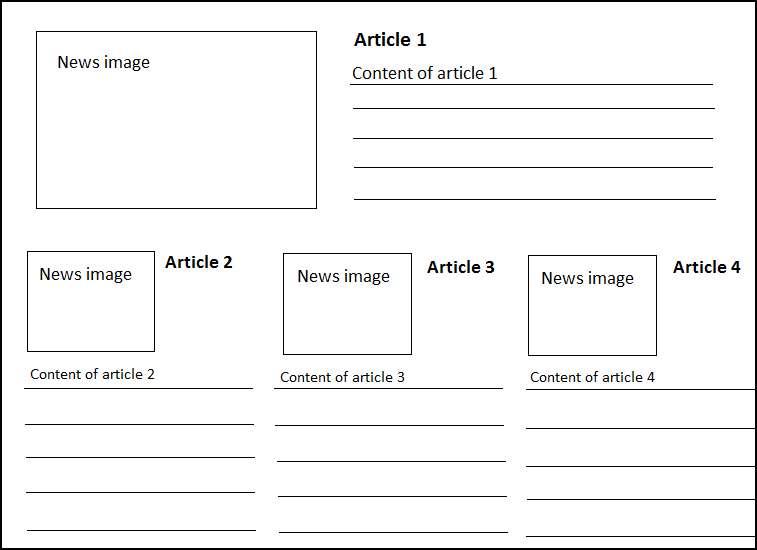 News image
Article 1
Content of article 1
News image
Article 2
Content of article 2
News image
Article 3
Content of article 3
News image
Article 4
Content of article 4